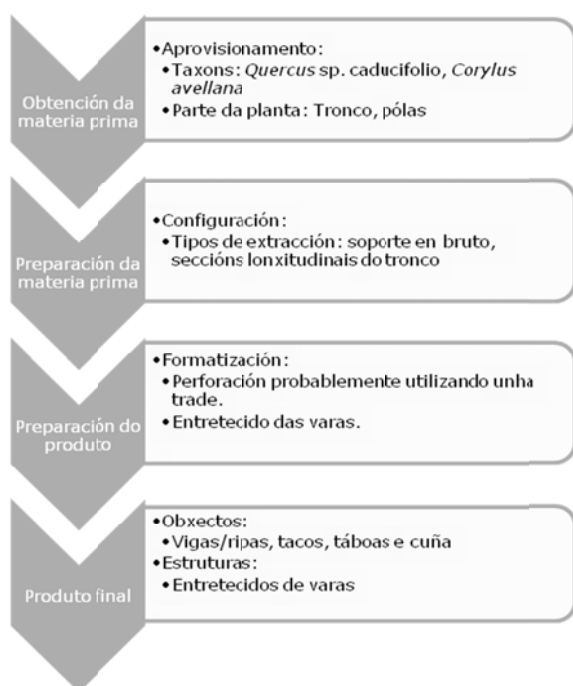 Obtención da
materia prima
•Aprovisionamento:
•Taxons: Quercus sp. caducifolio, Corylus
avellana
•Parte da planta: Tronco, pólas
Preparación da
materia prima
•Configuración:
•Tipos de extracción: soporte en bruto,
seccións lonxitudinais do tronco
Preparación do
produto
•Formatización:
•Perforación probablemente utilizando unha
trade.
•Entretecido das varas.
Produto final
•Obxectos:
•Vigas/ripas, tacos, táboas e cuña
•Estruturas:
•Entretecidos de varas